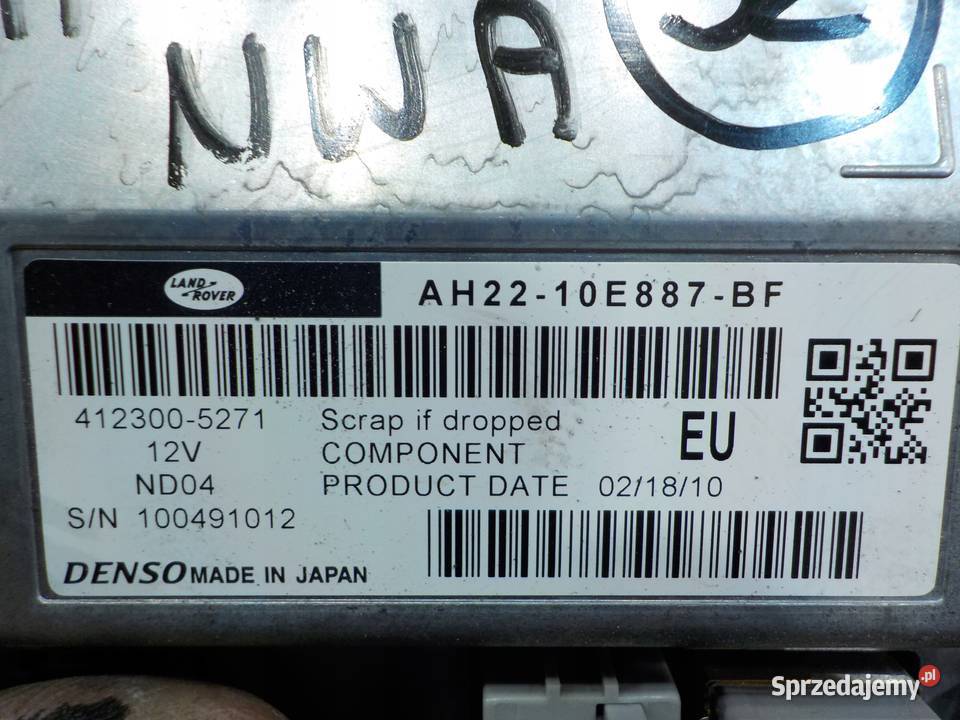 NWA
LAND
ROVER
AH22-10E887-BF
412300-5271 Scrap if dropped EU
12V COMPONENT
ND04 PRODUCT DATE 02/18/10
S/N 100491012
DENSO MADE IN JAPAN
Sprzedajemy.pl